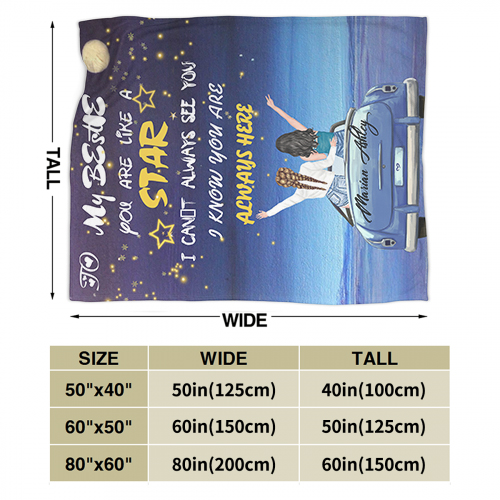 TO
My BESTIE
YOU ARE LIKE A
STAR
I CANOT ALWAYS SEE YOU
I KNOW YOU ARE
ALWAYS HERE
Marian Ashley
TALL
WIDE
SIZE WIDE TALL
50"x40" 50in(125cm) 40in(100cm)
60"x50" 60in(150cm) 50in(125cm)
80"x60" 80in(200cm) 60in(150cm)